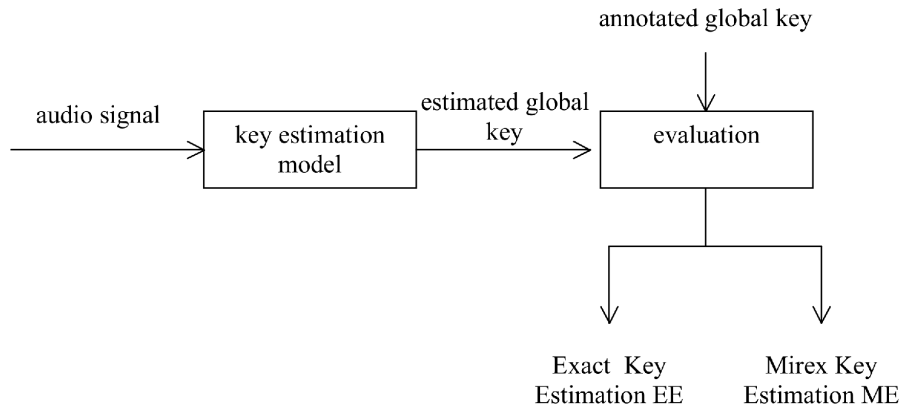 annotated global key
audio signal
estimated global
key
key estimation
model
evaluation
Exact Key
Estimation EE
Mirex Key
Estimation ME